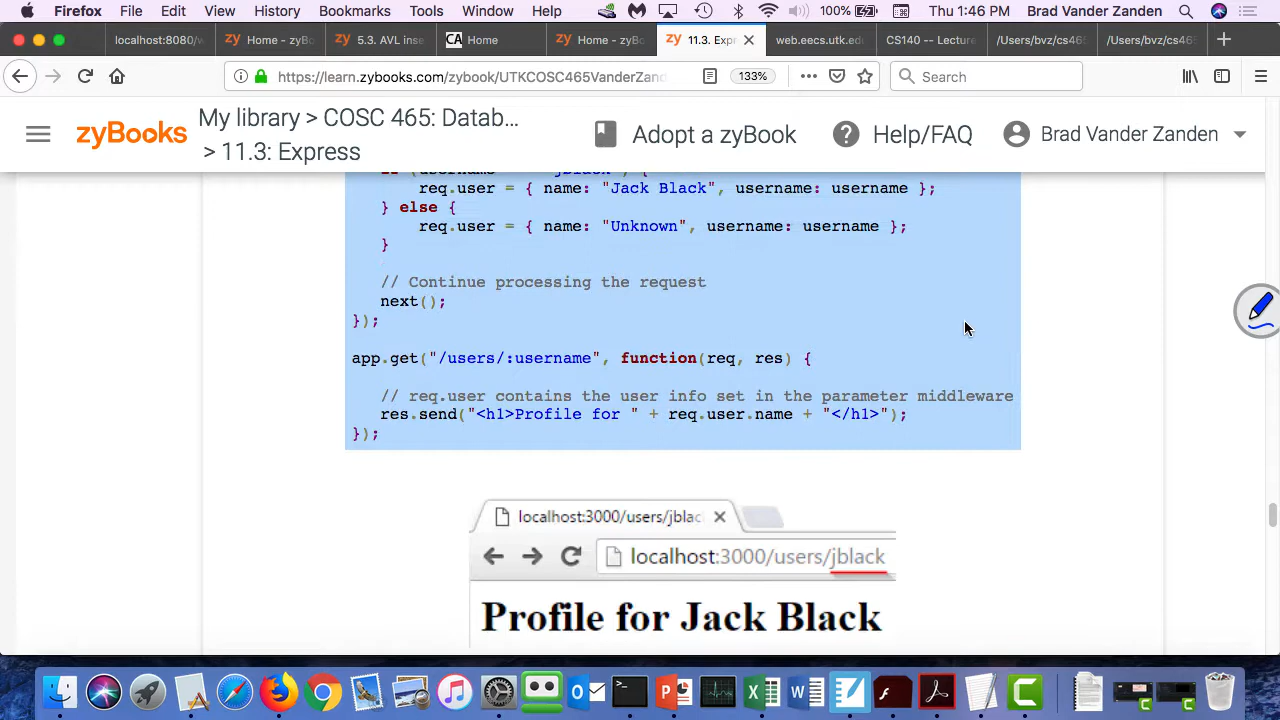 Firefox File Edit View History Bookmarks Tools Window Help 100% Thu 1:46 PM Brad Vander Zanden
localhost:8080/w Home - zyBo 5.3. AVL inse Home Home - zyBo 11.3. Expr web.eecs.utk.ed CS140 -- Lecture /Users/bvz/cs46 /Users/bvz/cs46
https://learn.zybooks.com/zybook/UTKCOSC465VanderZand 133% Search
zyBooks My library > COSC 465: Datab... > 11.3: Express Adopt a zyBook Help/FAQ Brad Vander Zanden
req.user = { name: "Jack Black", username: username };
} else {
req.user = { name: "Unknown", username: username };
}
// Continue processing the request
next();
});
app.get("/users/:username", function(req, res) {
// req.user contains the user info set in the parameter middleware
res.send("<h1>Profile for " + req.user.name + "</h1>");
});
localhost:3000/users/jblac
localhost:3000/users/jblack
Profile for Jack Black